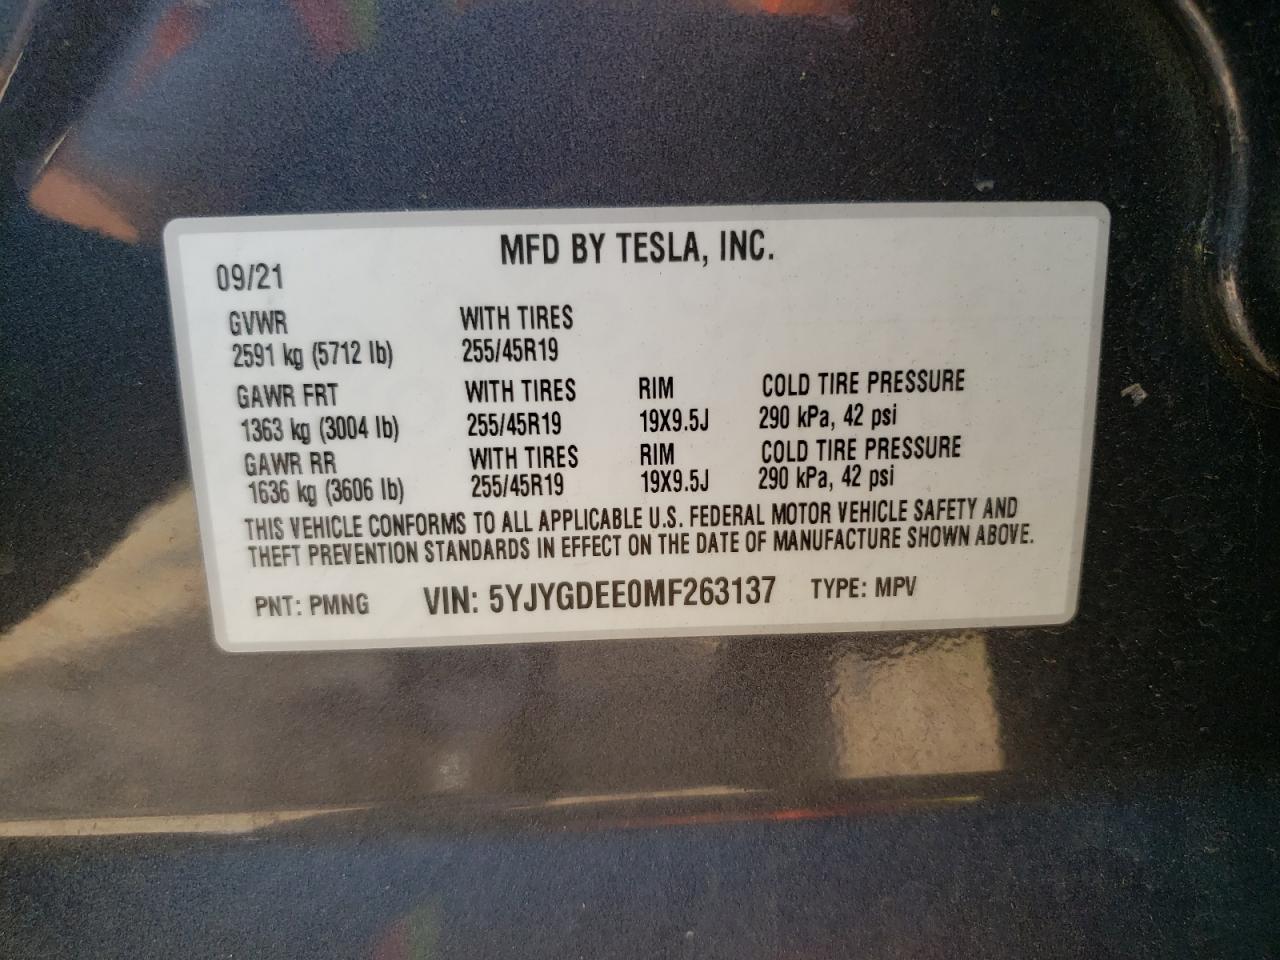 MFD BY TESLA, INC.
09/21
GVWR WITH TIRES
2591 kg (5712 lb) 255/45R19
GAWR FRT WITH TIRES RIM COLD TIRE PRESSURE
1363 kg (3004 lb) 255/45R19 19X9.5J 290 kPa, 42 psi
GAWR RR WITH TIRES RIM COLD TIRE PRESSURE
1636 kg (3606 lb) 255/45R19 19X9.5J 290 kPa, 42 psi
THIS VEHICLE CONFORMS TO ALL APPLICABLE U.S. FEDERAL MOTOR VEHICLE SAFETY AND
THEFT PREVENTION STANDARDS IN EFFECT ON THE DATE OF MANUFACTURE SHOWN ABOVE.
PNT: PMNG VIN: 5YJYGDEE0MF263137 TYPE: MPV